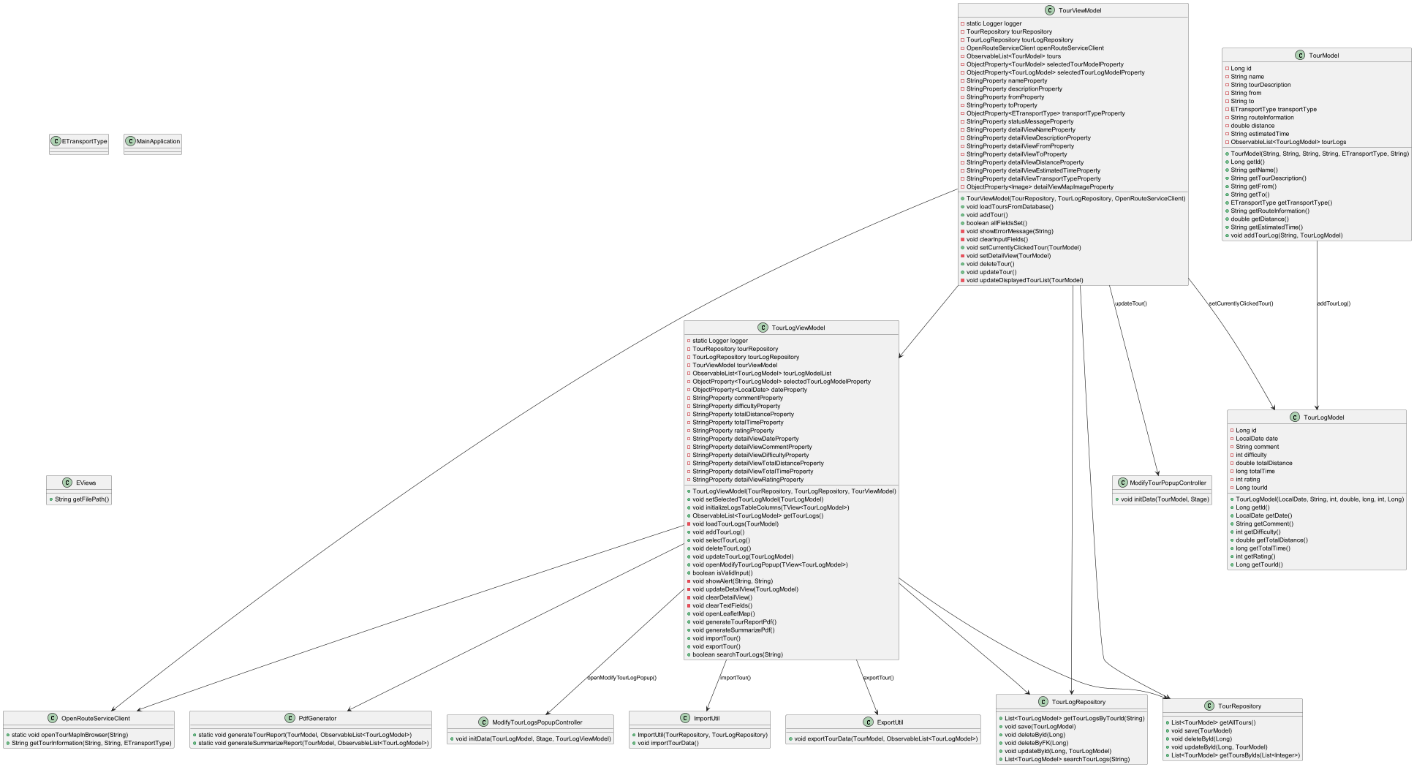 TourViewModel
static Logger logger
TourRepository tourRepository
TourLogRepository tourLogRepository
OpenRouteServiceClient openRouteServiceClient
ObservableList<TourModel> tours
ObjectProperty<TourModel> selectedTourModelProperty
ObjectProperty<TourLogModel> selectedTourLogModelProperty
StringProperty nameProperty
StringProperty descriptionProperty
StringProperty fromProperty
StringProperty toProperty
ObjectProperty<ETransportType> transportTypeProperty
StringProperty statusMessageProperty
StringProperty detailViewNameProperty
StringProperty detailViewDescriptionProperty
StringProperty detailViewFromProperty
StringProperty detailViewToProperty
StringProperty detailViewDistanceProperty
StringProperty detailViewEstimatedTimeProperty
StringProperty detailViewTransportTypeProperty
ObjectProperty<Image> detailViewMapImageProperty
TourViewModel(TourRepository, TourLogRepository, OpenRouteServiceClient)
void loadToursFromDatabase()
void addTour()
boolean allFieldsSet()
void showErrorMessage(String)
void clearInputFields()
void setCurrentlyClickedTour(TourModel)
void setDetailView(TourModel)
void deleteTour()
void updateTour()
void updateDisplayedTourList(TourModel)
TourModel
Long id
String name
String tourDescription
String from
String to
ETransportType transportType
String routeInformation
double distance
String estimatedTime
ObservableList<TourLogModel> tourLogs
TourModel(String, String, String, String, ETransportType, String)
Long getId()
String getName()
String getTourDescription()
String getFrom()
String getTo()
ETransportType getTransportType()
String getRouteInformation()
double getDistance()
String getEstimatedTime()
void addTourLog(String, TourLogModel)
ETransportType
MainApplication
updateTour()
setCurrentlyClickedTour()
addTourLog()
TourLogViewModel
static Logger logger
TourRepository tourRepository
TourLogRepository tourLogRepository
TourViewModel tourViewModel
ObservableList<TourLogModel> tourLogModelList
ObjectProperty<TourLogModel> selectedTourLogModelProperty
ObjectProperty<LocalDate> dateProperty
StringProperty commentProperty
StringProperty difficultyProperty
StringProperty totalDistanceProperty
StringProperty totalTimeProperty
StringProperty ratingProperty
StringProperty detailViewDateProperty
StringProperty detailViewCommentProperty
StringProperty detailViewDifficultyProperty
StringProperty detailViewTotalDistanceProperty
StringProperty detailViewTotalTimeProperty
StringProperty detailViewRatingProperty
TourLogViewModel(TourRepository, TourLogRepository, TourViewModel)
void setSelectedTourLogModel(TourLogModel)
void initializeLogsTableColumns(TView<TourLogModel>)
ObservableList<TourLogModel> getTourLogs()
void loadTourLogs(TourModel)
void addTourLog()
void selectTourLog()
void deleteTourLog()
void updateTourLog(TourLogModel)
void openModifyTourLogPopup(TView<TourLogModel>)
boolean isValidInput()
void showAlert(String, String)
void updateDetailView(TourLogModel)
void clearDetailView()
void clearTextFields()
void openLeafletMap()
void generateTourReportPdf()
void generateSummarizePdf()
void importTour()
void exportTour()
boolean searchTourLogs(String)
TourLogModel
Long id
LocalDate date
String comment
int difficulty
double totalDistance
long totalTime
int rating
Long tourId
TourLogModel(LocalDate, String, int, double, long, int, Long)
Long getId()
LocalDate getDate()
String getComment()
int getDifficulty()
double getTotalDistance()
long getTotalTime()
int getRating()
Long getTourId()
EViews
String getFilePath()
ModifyTourPopupController
void initData(TourModel, Stage)
openModifyTourLogPopup()
importTour()
exportTour()
OpenRouteServiceClient
static void openTourMapInBrowser(String)
String getTourInformation(String, String, ETransportType)
PdfGenerator
static void generateTourReport(TourModel, ObservableList<TourLogModel>)
static void generateSummarizeReport(TourModel, ObservableList<TourLogModel>)
ModifyTourLogsPopupController
void initData(TourLogModel, Stage, TourLogViewModel)
ImportUtil
ImportUtil(TourRepository, TourLogRepository)
void importTourData()
ExportUtil
void exportTourData(TourModel, ObservableList<TourLogModel>)
TourLogRepository
List<TourLogModel> getTourLogsByTourId(String)
void save(TourLogModel)
void deleteById(Long)
void deleteByFK(Long)
void updateById(Long, TourLogModel)
List<TourLogModel> searchTourLogs(String)
TourRepository
List<TourModel> getAllTours()
void save(TourModel)
void deleteById(Long)
void updateById(Long, TourModel)
List<TourModel> getToursByIds(List<Integer>)